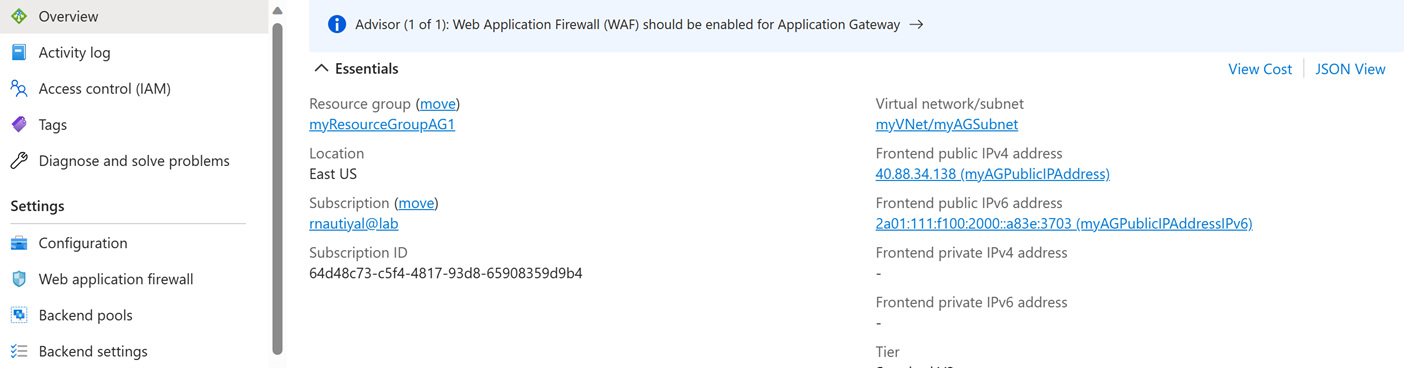 Overview
Activity log
Access control (IAM)
Tags
Diagnose and solve problems
Settings
Configuration
Web application firewall
Backend pools
Backend settings
Advisor (1 of 1): Web Application Firewall (WAF) should be enabled for Application Gateway →
Essentials
View Cost
JSON View
Resource group (move)
myResourceGroupAG1
Location
East US
Subscription (move)
rnautiyal@lab
Subscription ID
64d48c73-c5f4-4817-93d8-65908359d9b4
Virtual network/subnet
myVNet/myAGSubnet
Frontend public IPv4 address
40.88.34.138 (myAGPublicIPAddress)
Frontend public IPv6 address
2a01:111:f100:2000::a83e:3703 (myAGPublicIPAddressIPv6)
Frontend private IPv4 address
-
Frontend private IPv6 address
-
Tier